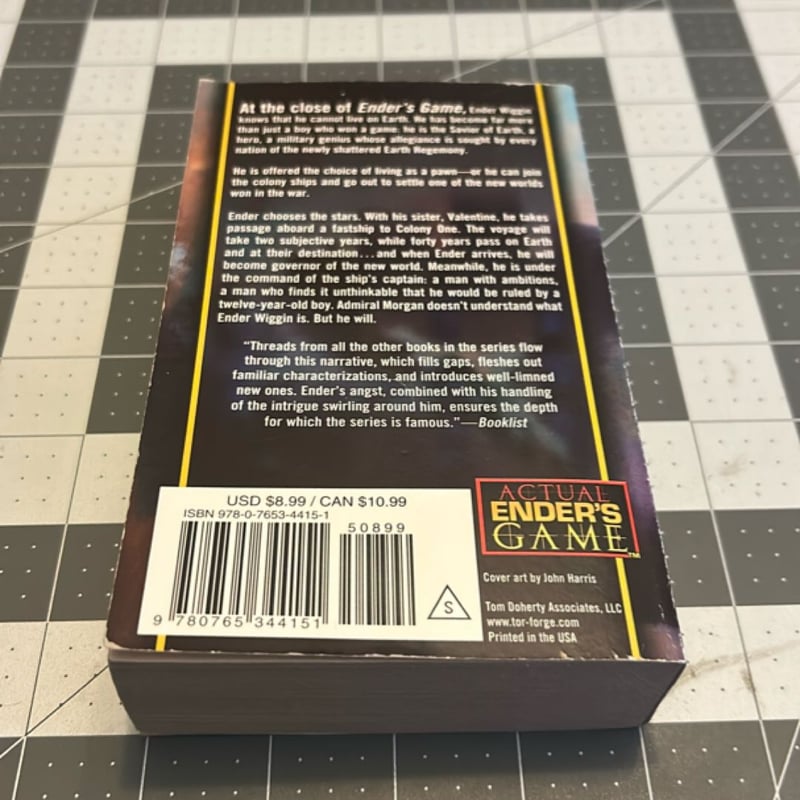 At the close of Ender's Game, Ender Wiggin
knows that he cannot live on Earth. He has become far more
than just a boy who won a game: he is the Savior of Earth, a
hero, a military genius whose allegiance is sought by every
nation of the newly shattered Earth Hegemony.
He is offered the choice of living as a pawn—or he can join
the colony ships and go out to settle one of the new worlds
won in the war.
Ender chooses the stars. With his sister, Valentine, he takes
passage aboard a fastship to Colony One. The voyage will
take two subjective years, while forty years pass on Earth
and at their destination...and when Ender arrives, he will
become governor of the new world. Meanwhile, he is under
the command of the ship's captain: a man with ambitions,
a man who finds it unthinkable that he would be ruled by a
twelve-year-old boy. Admiral Morgan doesn't understand what
Ender Wiggin is. But he will.
"Threads from all the other books in the series flow
through this narrative, which fills gaps, fleshes out
familiar characterizations, and introduces well-limned
new ones. Ender's angst, combined with his handling
of the intrigue swirling around him, ensures the depth
for which the series is famous."—Booklist
USD $8.99 / CAN $10.99
ISBN 978-0-7653-4415-1
50899
9 780765 344151
S
ACTUAL
ENDER'S
GAME™
Cover art by John Harris
Tom Doherty Associates, LLC
www.tor-forge.com
Printed in the USA